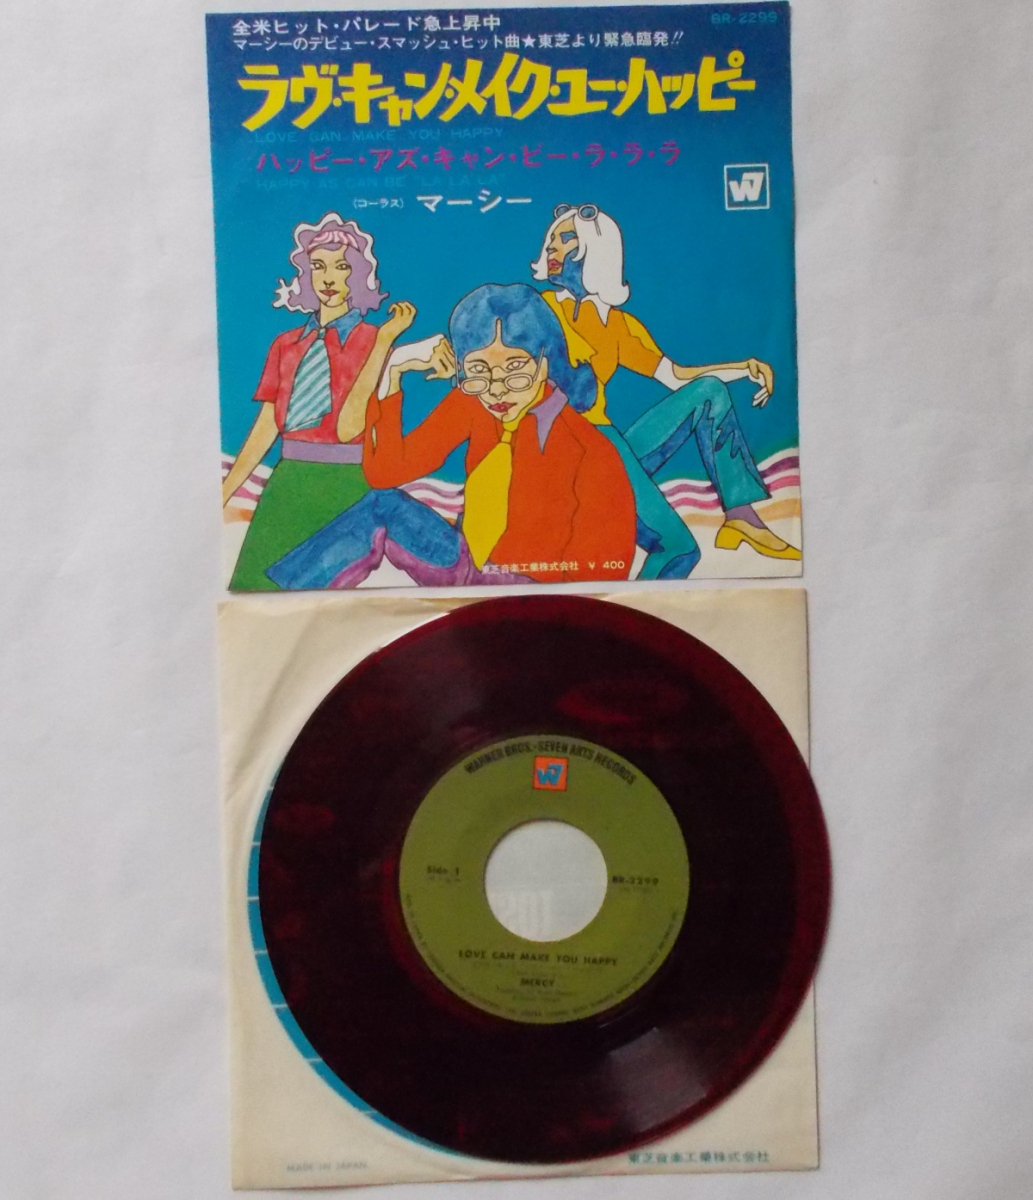 全米ヒット・パレード急上昇中
BR-2299
マーシーのデビュー・スマッシュ・ヒット曲★東芝より緊急臨発!!
ラヴ・キャン・メイク・ユー・ハッピー
LOVE CAN MAKE YOU HAPPY
ハッピー・アズ・キャン・ビー・ラ・ラ・ラ
HAPPY AS CAN BE "LA LA LA"
(コーラス) マーシー
W7
東芝音楽工業株式会社 ¥ 400
WARNER BROS.-SEVEN ARTS RECORDS
W7
Side 1
BR-2299
LOVE CAN MAKE YOU HAPPY
MERCY
MADE IN JAPAN
東芝音楽工業株式会社